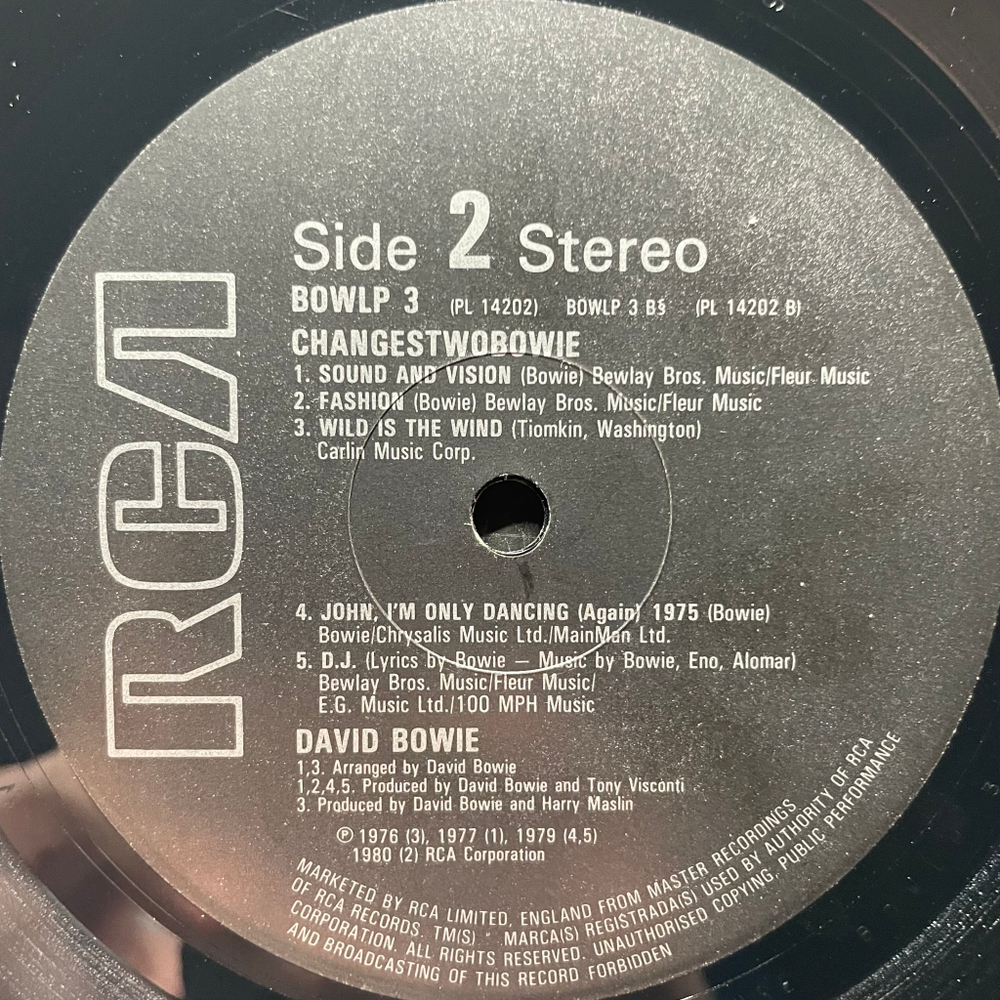 RCA
Side 2 Stereo
BOWLP 3 (PL 14202) BOWLP 3 B§ (PL 14202 B)
CHANGESTWOBOWIE
1. SOUND AND VISION (Bowie) Bewlay Bros. Music/Fleur Music
2. FASHION (Bowie) Bewlay Bros. Music/Fleur Music
3. WILD IS THE WIND (Tiomkin, Washington)
Carlin Music Corp.
4. JOHN, I'M ONLY DANCING (Again) 1975 (Bowie)
Bowie/Chrysalis Music Ltd./MainMan Ltd.
5. D.J. (Lyrics by Bowie – Music by Bowie, Eno, Alomar)
Bewlay Bros. Music/Fleur Music/
E.G. Music Ltd./100 MPH Music
DAVID BOWIE
1,3. Arranged by David Bowie
1,2,4,5. Produced by David Bowie and Tony Visconti
3. Produced by David Bowie and Harry Maslin
℗ 1976 (3), 1977 (1), 1979 (4,5)
1980 (2) RCA Corporation
MARKETED BY RCA LIMITED, ENGLAND FROM MASTER RECORDINGS
OF RCA RECORDS. TM(S) - MARCA(S) REGISTRADA(S) USED BY AUTHORITY OF RCA
CORPORATION. ALL RIGHTS RESERVED. UNAUTHORISED COPYING, PUBLIC PERFORMANCE
AND BROADCASTING OF THIS RECORD FORBIDDEN